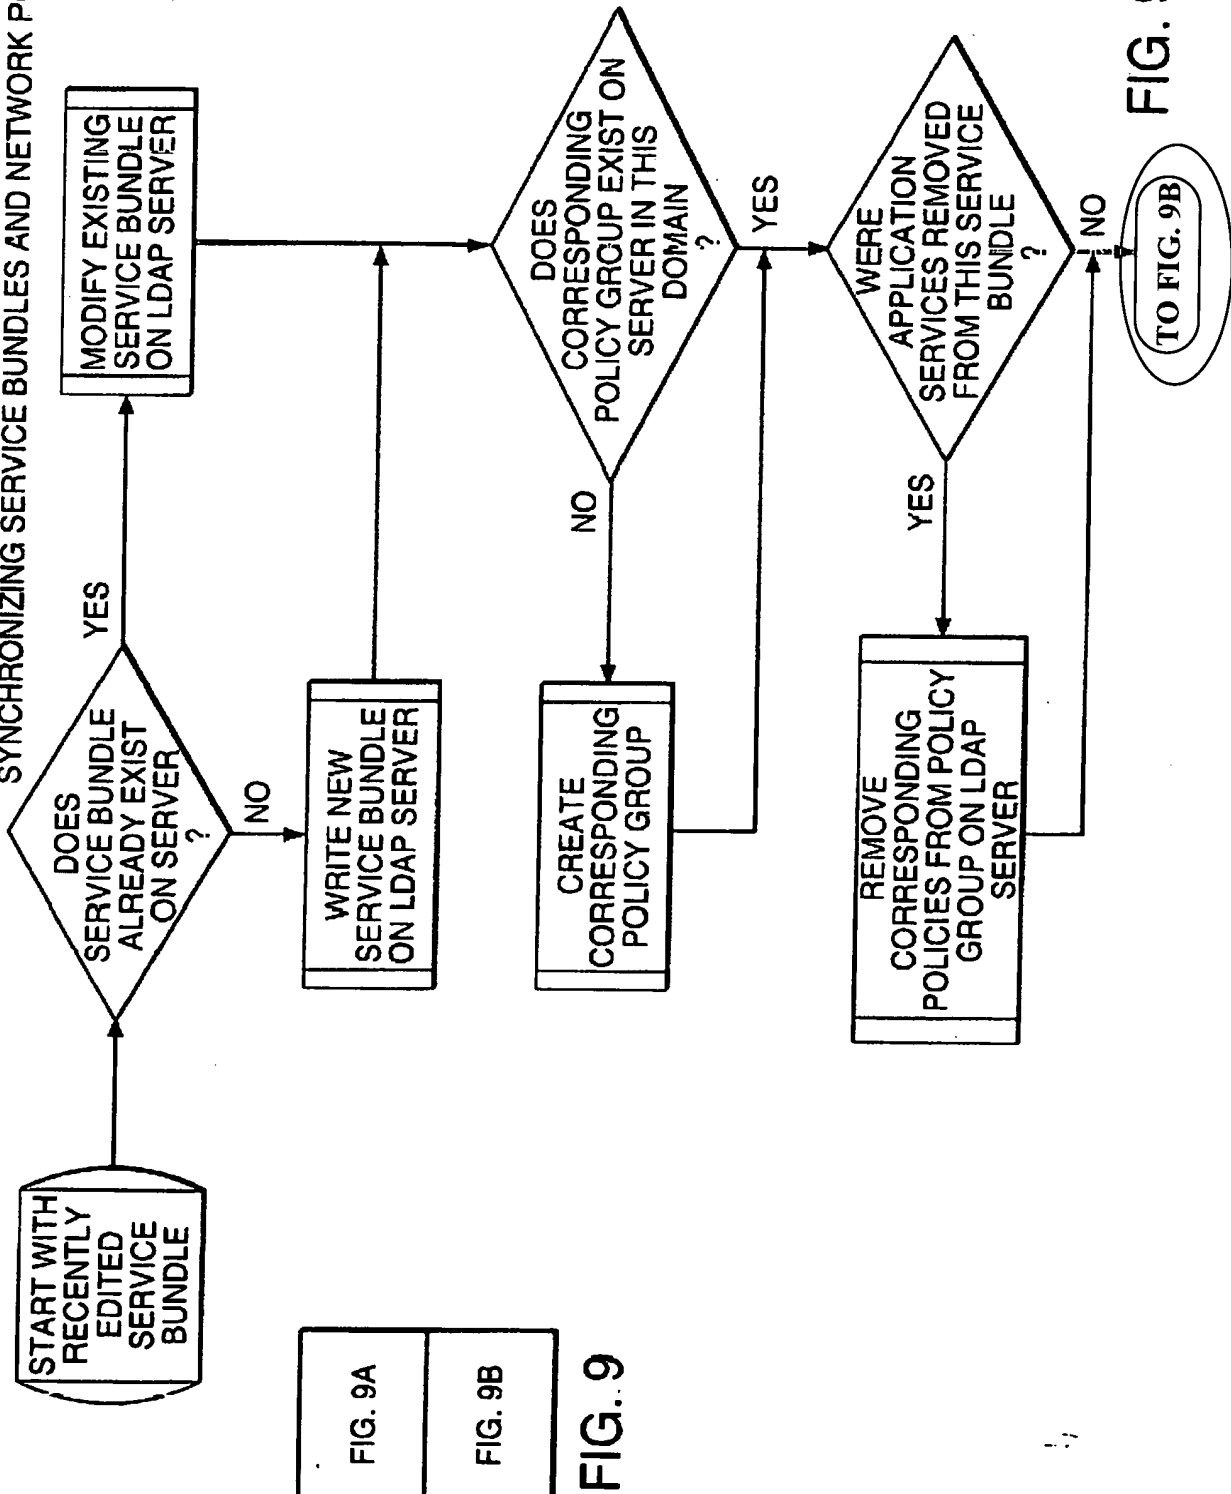 SYNCHRONIZING SERVICE BUNDLES AND NETWORK
START WITH
RECENTLY
EDITED
SERVICE
BUNDLE
DOES
SERVICE BUNDLE
ALREADY EXIST
ON SERVER
?
YES
MODIFY EXISTING
SERVICE BUNDLE
ON LDAP SERVER
NO
WRITE NEW
SERVICE BUNDLE
ON LDAP SERVER
DOES
CORRESPONDING
POLICY GROUP EXIST ON
SERVER IN THIS
DOMAIN
?
NO
CREATE
CORRESPONDING
POLICY GROUP
YES
WERE
APPLICATION
SERVICES REMOVED
FROM THIS SERVICE
BUNDLE
?
YES
REMOVE
CORRESPONDING
POLICIES FROM POLICY
GROUP ON LDAP
SERVER
NO
TO FIG. 9B
FIG. 9A
FIG. 9B
FIG. 9
FIG.